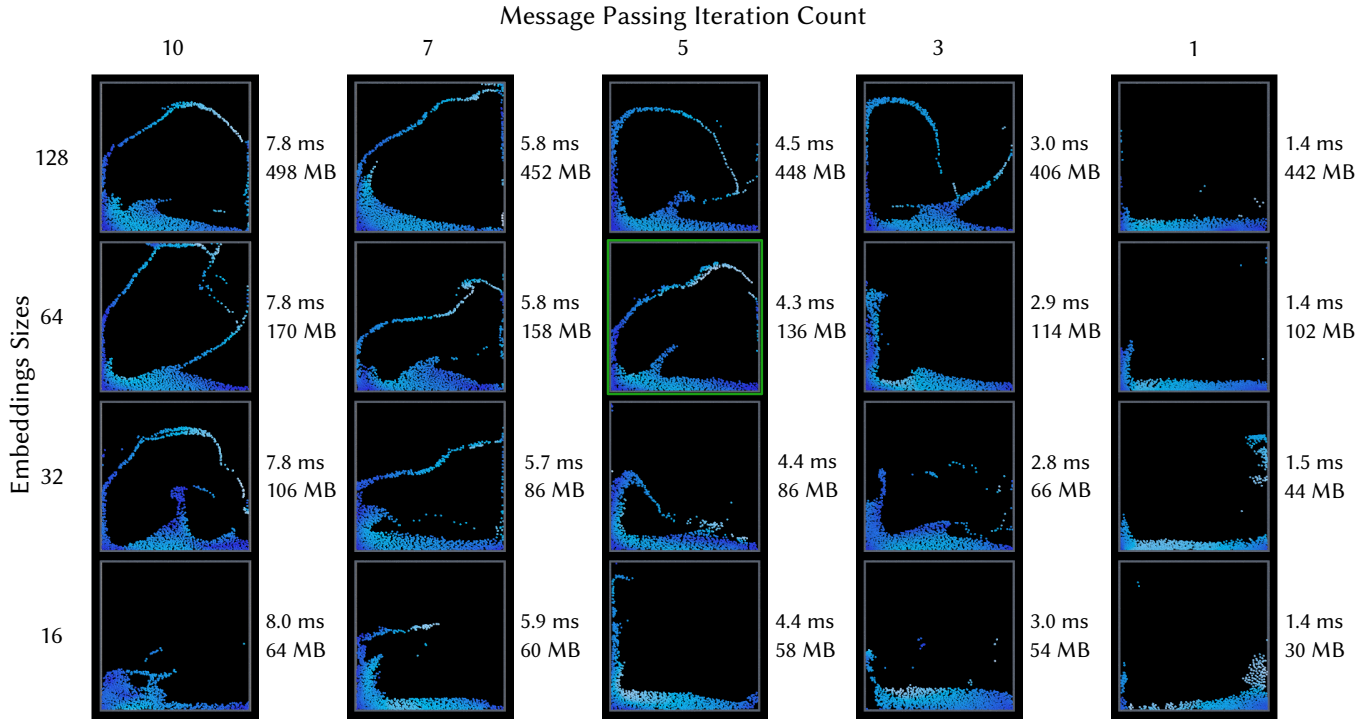 Message Passing Iteration Count
10 7 5 3 1
Embeddings Sizes
128
7.8 ms 5.8 ms 4.5 ms 3.0 ms 1.4 ms
498 MB 452 MB 448 MB 406 MB 442 MB
64
7.8 ms 5.8 ms 4.3 ms 2.9 ms 1.4 ms
170 MB 158 MB 136 MB 114 MB 102 MB
32
7.8 ms 5.7 ms 4.4 ms 2.8 ms 1.5 ms
106 MB 86 MB 86 MB 66 MB 44 MB
16
8.0 ms 5.9 ms 4.4 ms 3.0 ms 1.4 ms
64 MB 60 MB 58 MB 54 MB 30 MB